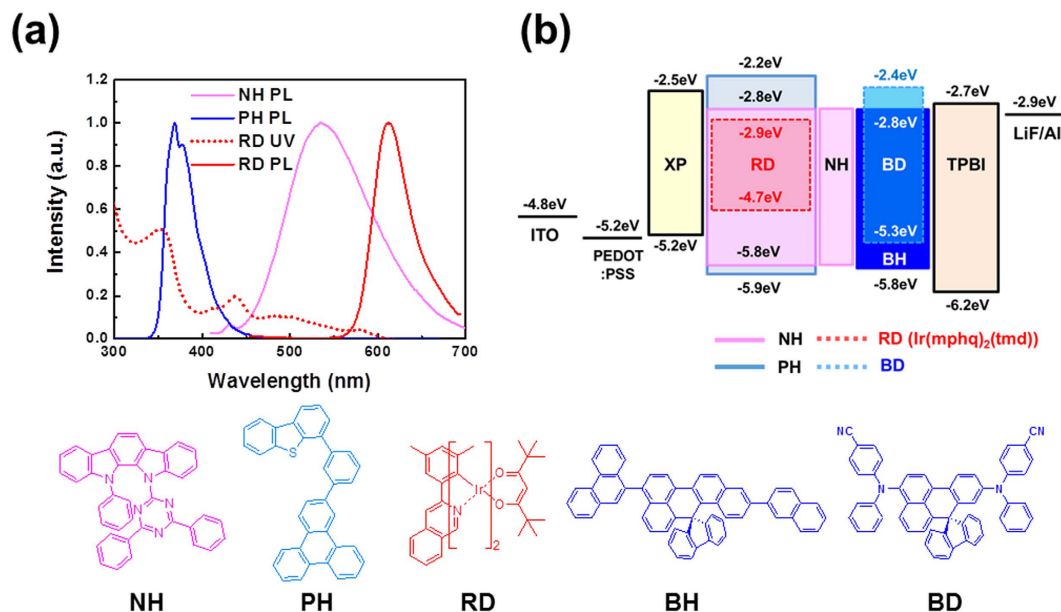 (a)
(b)
1.2
1.0
0.8
0.6
0.4
0.2
0.0
Intensity (a.u.)
NH PL
PH PL
RD UV
RD PL
300 400 500 600 700
Wavelength (nm)
-2.2eV
-2.5eV
-2.4eV
-2.7eV
-2.9eV
-2.8eV
-2.8eV
LiF/Al
-2.9eV
XP
RD
NH
BD
TPBI
-4.8eV
ITO
-4.7eV
-5.2eV
PEDOT
:PSS
-5.2eV
-5.3eV
-5.8eV
BH
-5.9eV
-5.8eV
-6.2eV
NH
RD (Ir(mphq)2(tmd))
PH
BD
N
N
N
N
N
S
Ir
O
O
N
2
NC
CN
N
N
NH
PH
RD
BH
BD